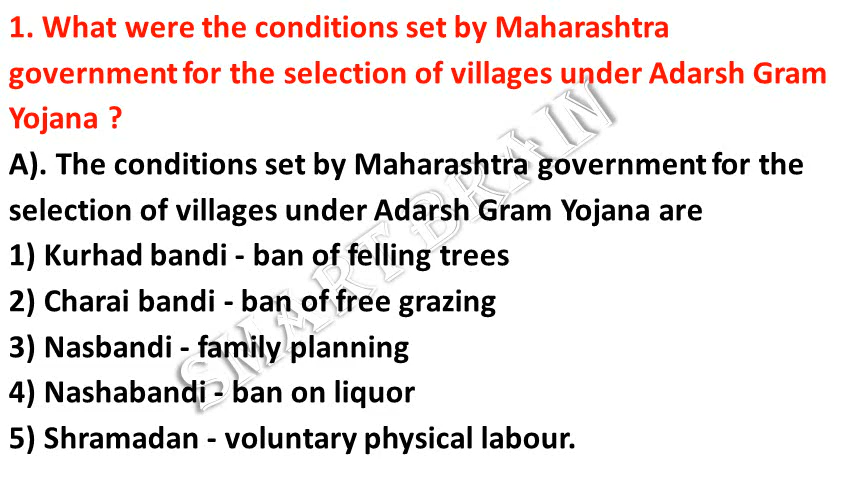 1. What were the conditions set by Maharashtra
government for the selection of villages under Adarsh Gram
Yojana ?
A). The conditions set by Maharashtra government for the
selection of villages under Adarsh Gram Yojana are
1) Kurhad bandi - ban of felling trees
2) Charai bandi - ban of free grazing
3) Nasbandi - family planning
4) Nashabandi - ban on liquor
5) Shramadan - voluntary physical labour.
SMART BRAIN